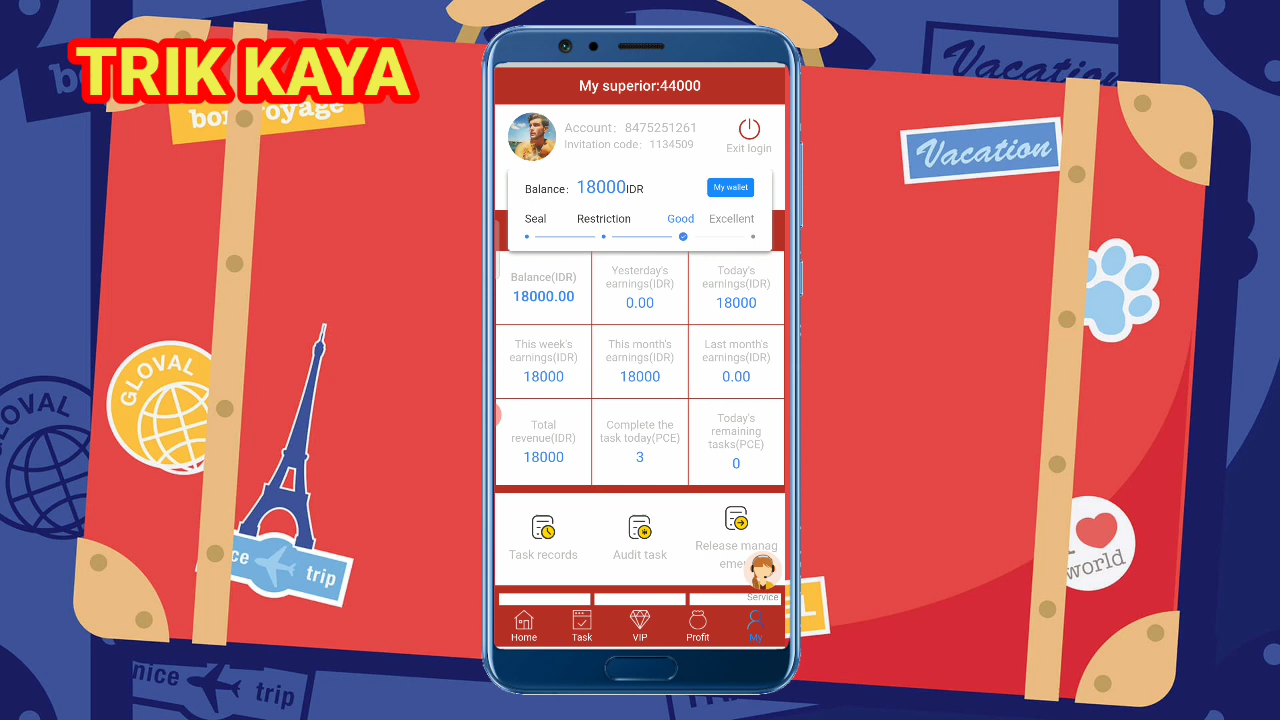 TRIK KAYA
bon voyage
Vacation
Vacation
GLOVAL
GLOVAL
trip
I
world
nice
trip
My superior:44000
Account: 8475251261
Invitation code: 1134509
Exit login
Balance: 18000IDR
My wallet
Seal Restriction Good Excellent
Balance(IDR)
18000.00
Yesterday's
earnings(IDR)
0.00
Today's
earnings(IDR)
18000
This week's
earnings(IDR)
18000
This month's
earnings(IDR)
18000
Last month's
earnings(IDR)
0.00
Total
revenue(IDR)
18000
Complete the
task today(PCE)
3
Today's
remaining
tasks(PCE)
0
Task records
Audit task
Release manag
Service
Home Task VIP Profit My